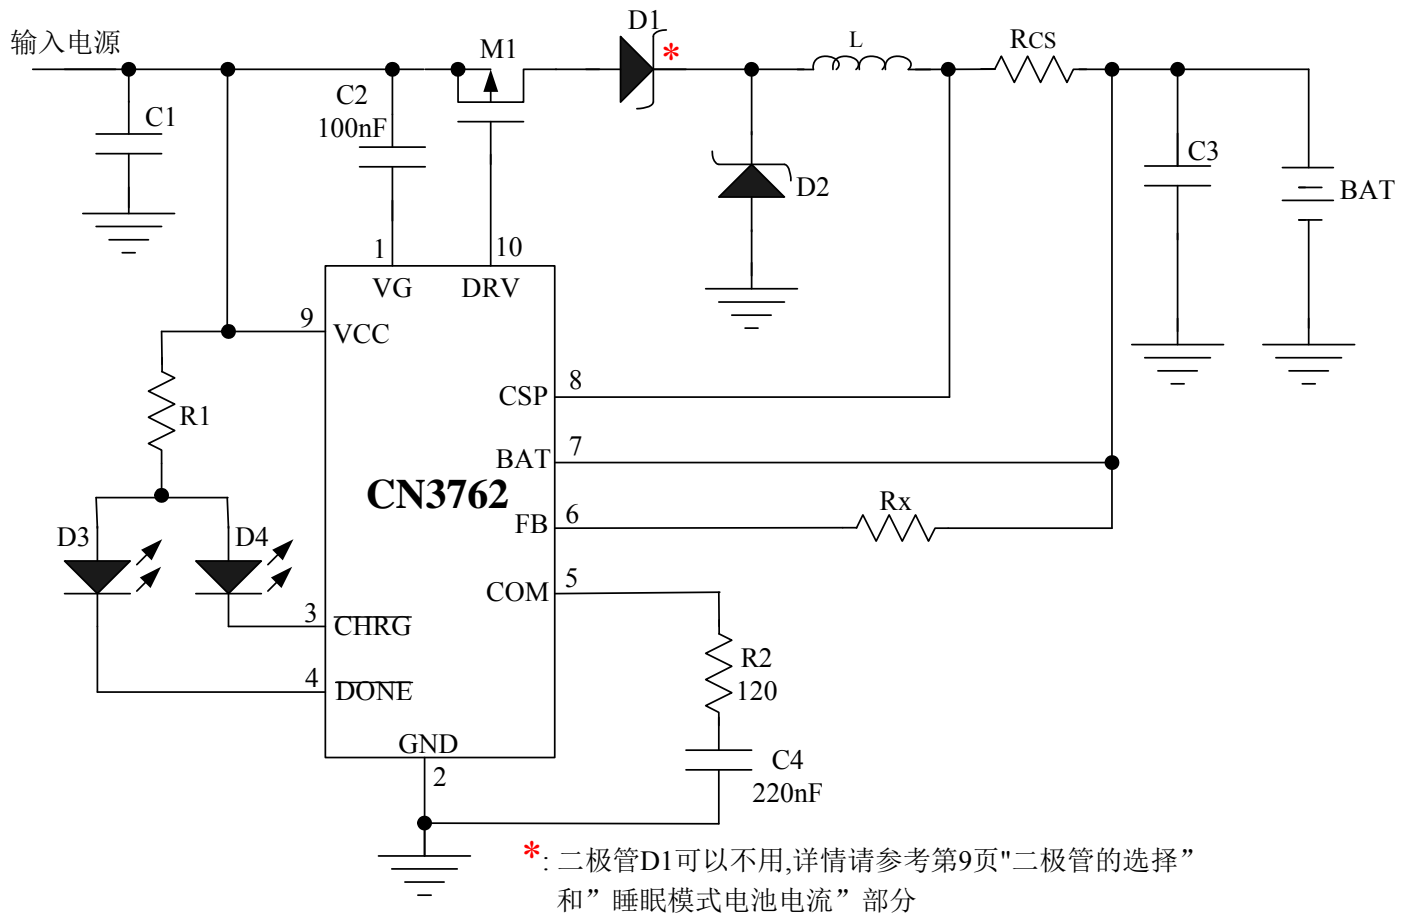 输入电源
D1
*
L
RCS
M1
C2
100nF
C1
D2
C3
BAT
1
10
VG
DRV
9
VCC
R1
CSP
8
BAT
7
CN3762
Rx
FB
6
D3
D4
COM
5
3
CHRG
4
DONE
R2
120
GND
2
C4
220nF
*: 二极管D1可以不用,详情请参考第9页"二极管的选择”
和”睡眠模式电池电流”部分